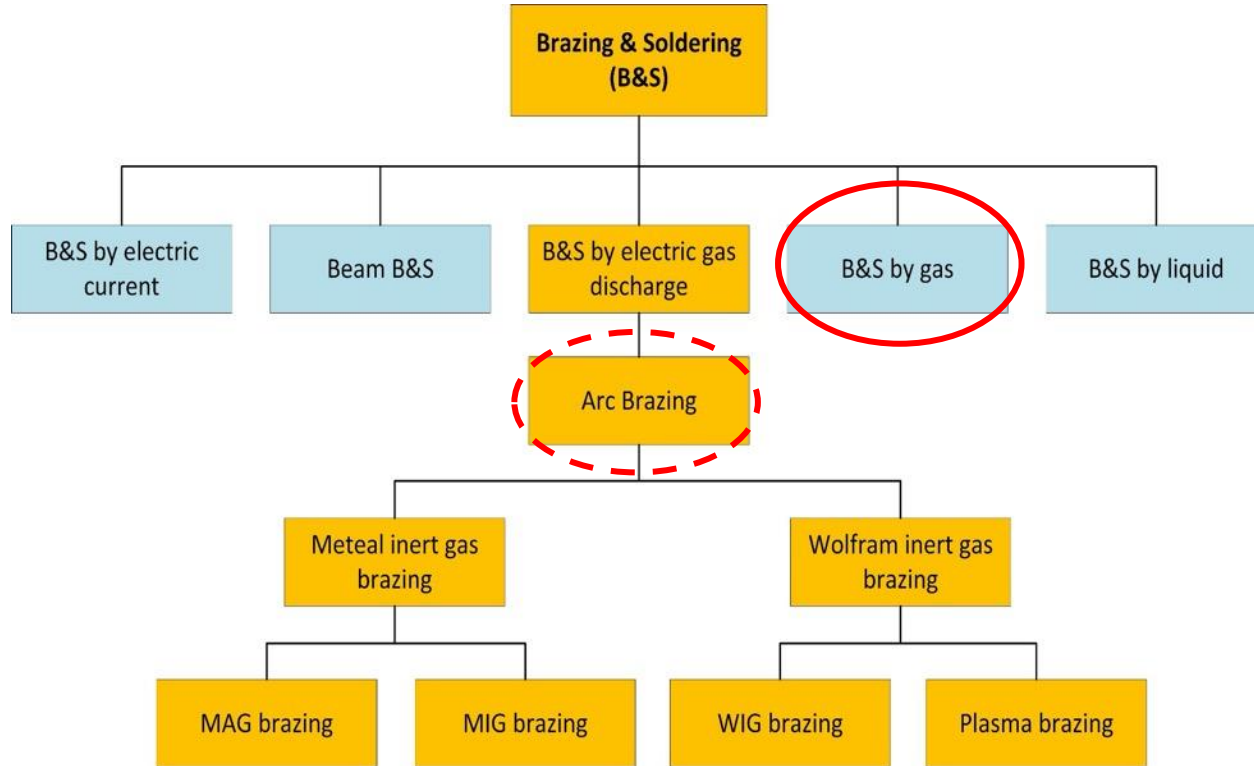 Brazing & Soldering
(B&S)
B&S by electric
current
Beam B&S
B&S by electric gas
discharge
B&S by gas
B&S by liquid
Arc Brazing
Meteal inert gas
brazing
Wolfram inert gas
brazing
MAG brazing
MIG brazing
WIG brazing
Plasma brazing